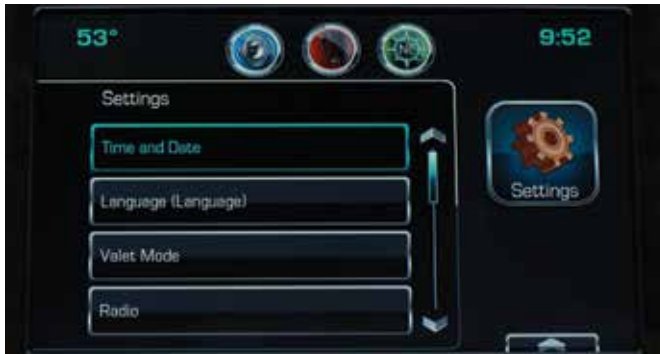 53°
9:52
Settings
Time and Date
Language (Language)
Valet Mode
Radio
Settings